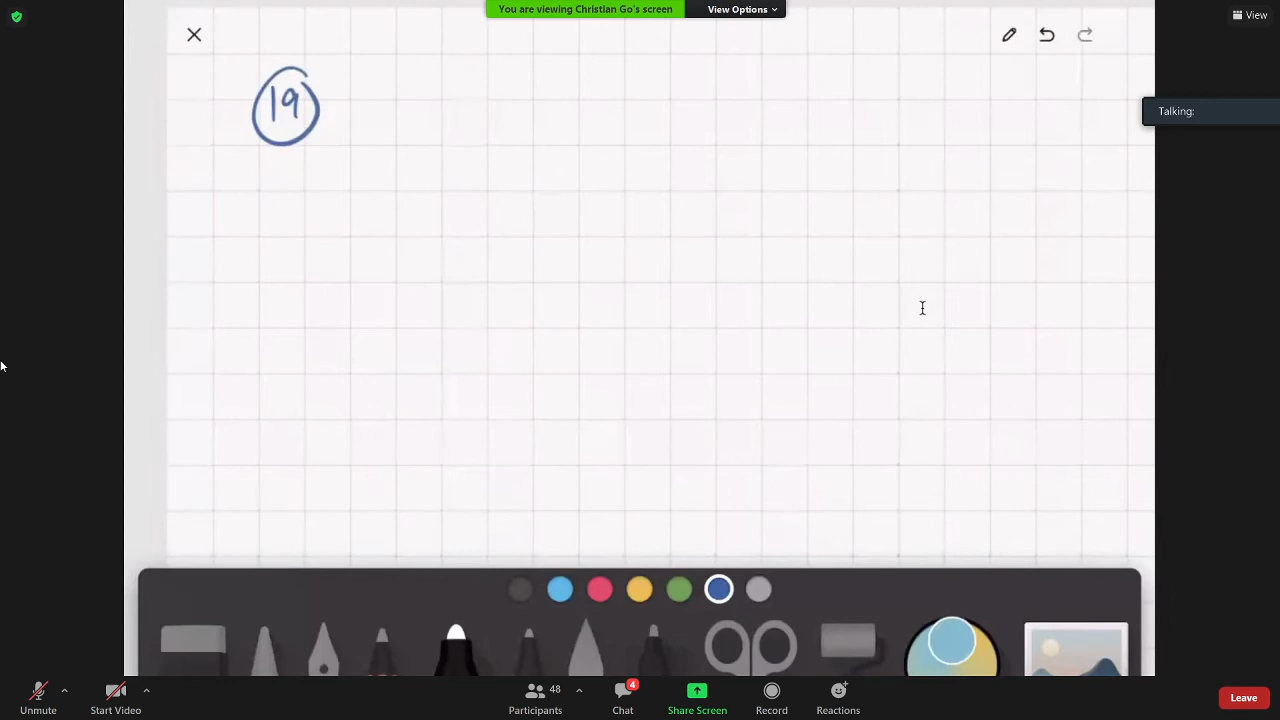 You are viewing Christian Go's screen View Options
View
19
Talking:
48
4
Unmute Start Video Participants Chat Share Screen Record Reactions Leave